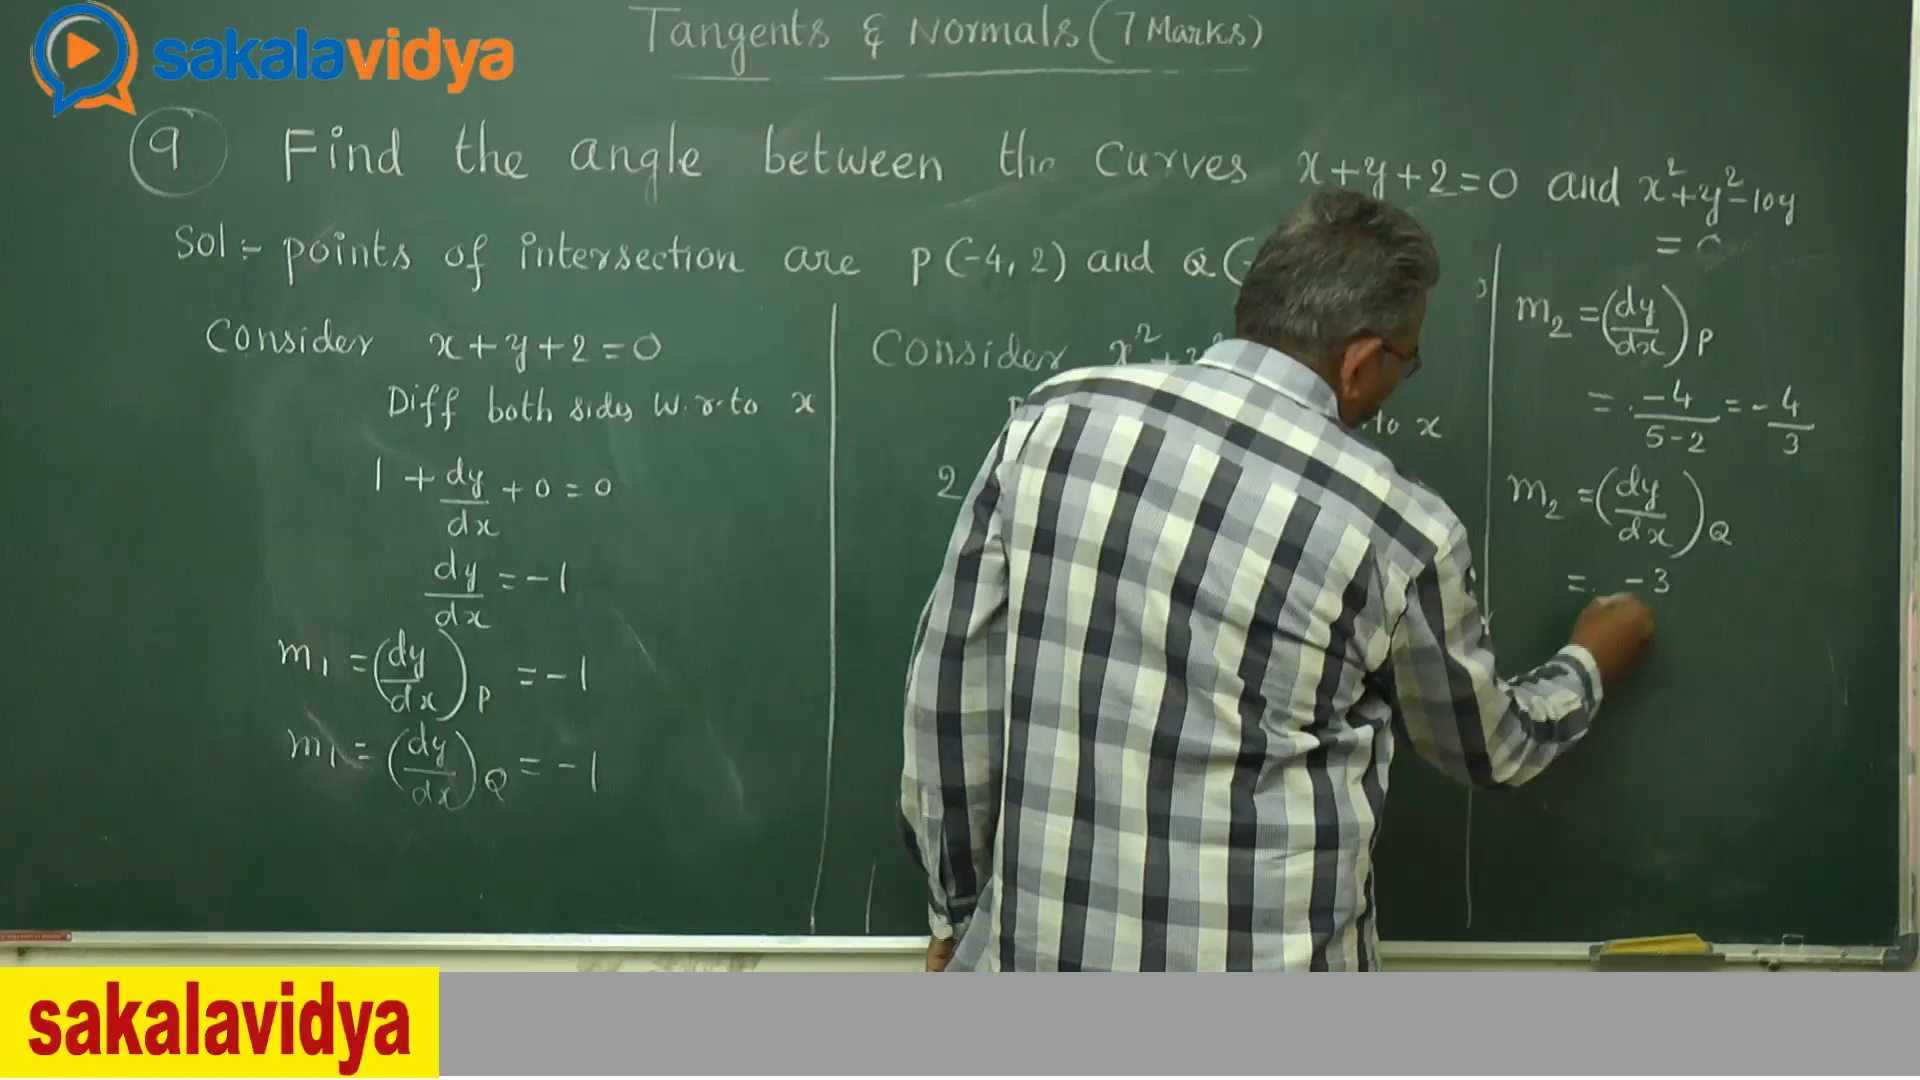 sakalavidya
Tangents & Normals (7 Marks)
9 Find the angle between the curves x+y+2=0 and x²+y²-10y
= 0
Sol :- points of intersection are P(-4, 2) and Q(-
Consider x+y+2=0
Diff both sides w.r.to x
1 + dy/dx + 0 = 0
dy/dx = -1
m₁ = (dy/dx)P = -1
m₁ = (dy/dx)Q = -1
Consider x²+y²
to x
2
m₂ = (dy/dx)P
= -4/5-2 = -4/3
m₂ = (dy/dx)Q
= -3
sakalavidya